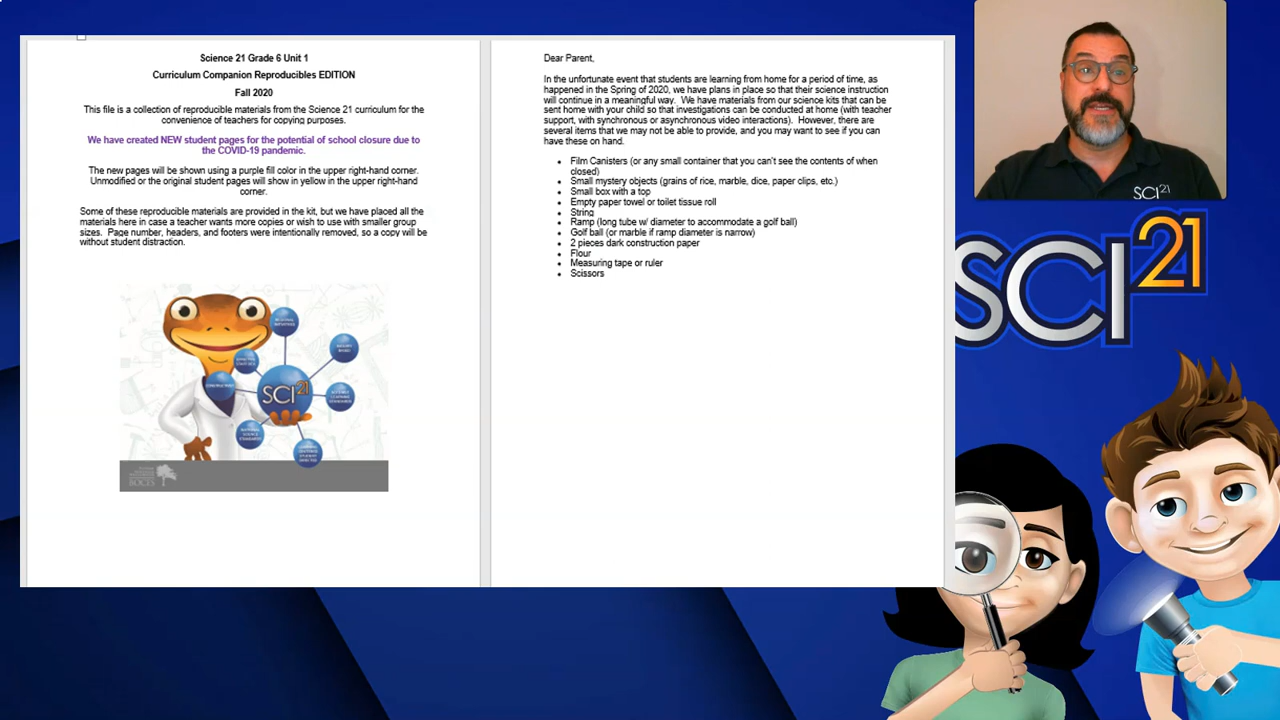 Science 21 Grade 6 Unit 1
Curriculum Companion Reproducibles EDITION
Fall 2020
This file is a collection of reproducible materials from the Science 21 curriculum for the
convenience of teachers for copying purposes.
We have created NEW student pages for the potential of school closure due to
the COVID-19 pandemic.
The new pages will be shown using a purple fill color in the upper right-hand corner.
Unmodified or the original student pages will show in yellow in the upper right-hand
corner.
Some of these reproducible materials are provided in the kit, but we have placed all the
materials here in case a teacher wants more copies or wish to use with smaller group
sizes. Page number, headers, and footers were intentionally removed, so a copy will be
without student distraction.
SCI21
BOCES
Dear Parent,
In the unfortunate event that students are learning from home for a period of time, as
happened in the Spring of 2020, we have plans in place so that their science instruction
will continue in a meaningful way. We have materials from our science kits that can be
sent home with your child so that investigations can be conducted at home (with teacher
support, with synchronous or asynchronous video interactions). However, there are
several items that we may not be able to provide, and you may want to see if you can
have these on hand.
• Film Canisters (or any small container that you can't see the contents of when
closed)
• Small mystery objects (grains of rice, marble, dice, paper clips, etc.)
• Small box with a top
• Empty paper towel or toilet tissue roll
• String
• Ramp (long tube w/ diameter to accommodate a golf ball)
• Golf ball (or marble if ramp diameter is narrow)
• 2 pieces dark construction paper
• Flour
• Measuring tape or ruler
• Scissors
SCI21
SCI21